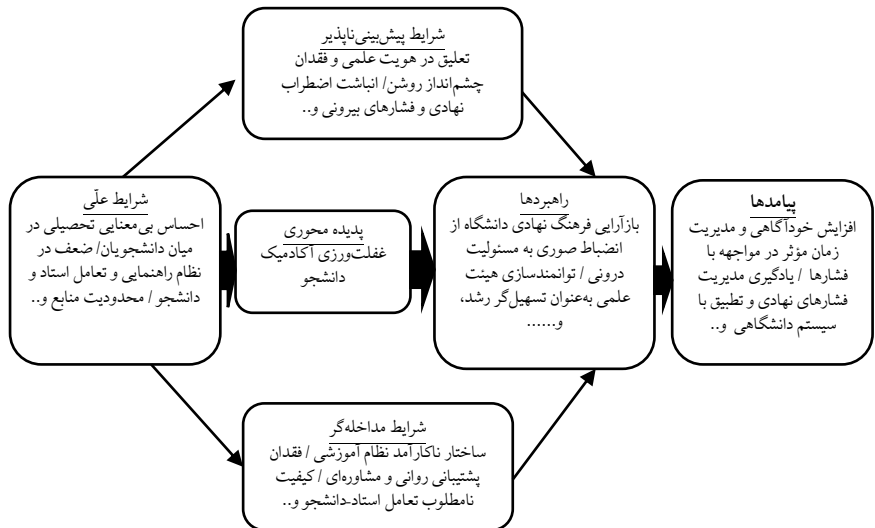 شرایط پیش‌بینی‌ناپذیر
تعلیق در هویت علمی و فقدان
چشم‌انداز روشن/ انباشت اضطراب
نهادی و فشارهای بیرونی و..
شرایط علّی
احساس بی‌معنایی تحصیلی در
میان دانشجویان/ ضعف در
نظام راهنمایی و تعامل استاد و
دانشجو / محدودیت منابع و..
پدیده محوری
غفلت‌ورزی آکادمیک
دانشجو
راهبردها
بازآرایی فرهنگ نهادی دانشگاه از
انضباط صوری به مسئولیت
درونی / توانمندسازی هیئت
علمی به‌عنوان تسهیل‌گر رشد،
و......
پیامدها
افزایش خودآگاهی و مدیریت
زمان مؤثر در مواجهه با
فشارها / یادگیری مدیریت
فشارهای نهادی و تطبیق با
سیستم دانشگاهی و..
شرایط مداخله‌گر
ساختار ناکارآمد نظام آموزشی / فقدان
پشتیبانی روانی و مشاوره‌ای / کیفیت
نامطلوب تعامل استاد-دانشجو و..